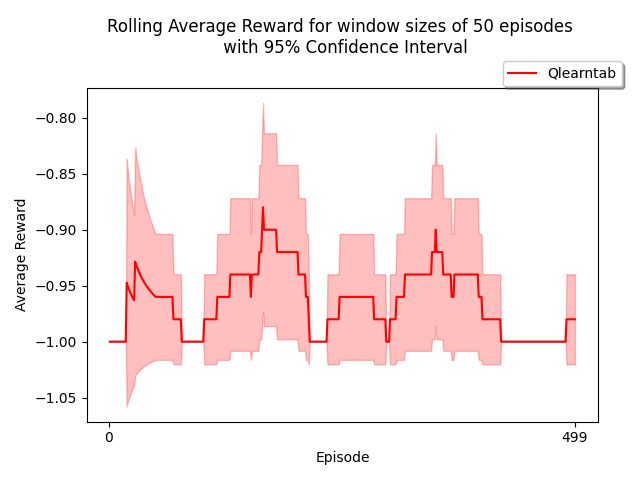 Rolling Average Reward for window sizes of 50 episodes
with 95% Confidence Interval
Qlearntab
−0.80
−0.85
−0.90
−0.95
−1.00
−1.05
Average Reward
0
499
Episode